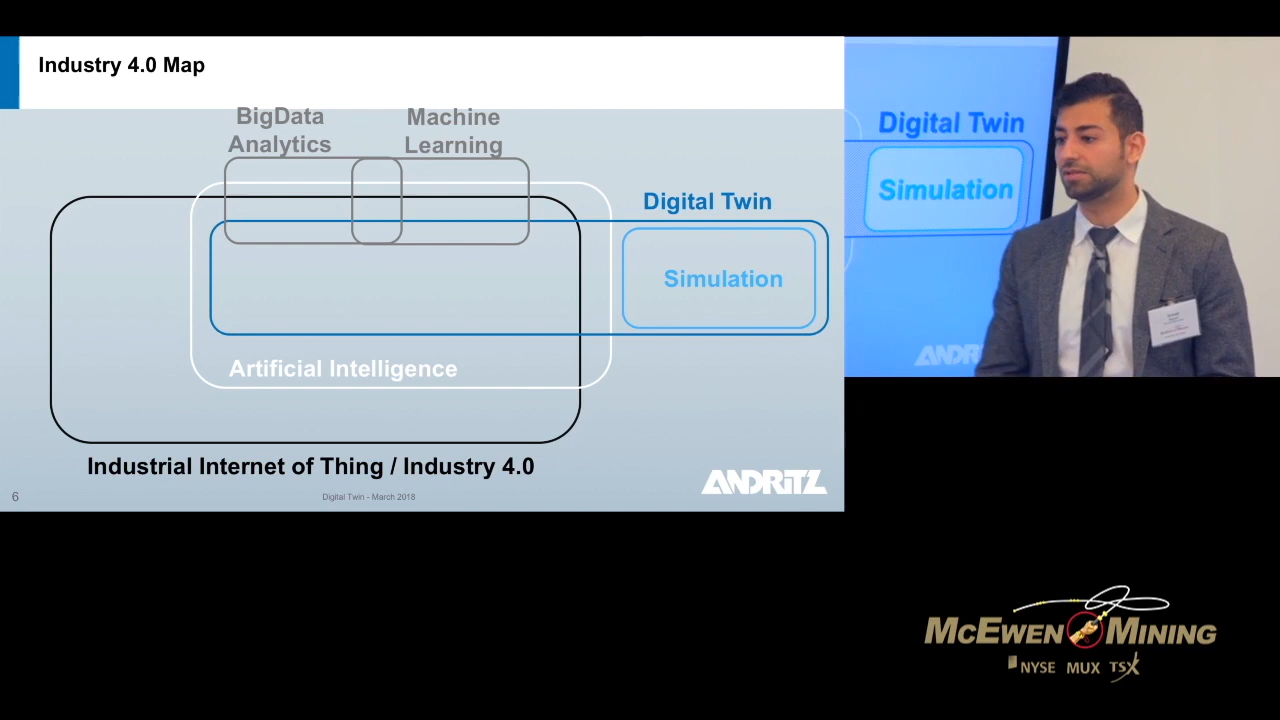 Industry 4.0 Map
BigData
Analytics
Machine
Learning
Digital Twin
Simulation
Artificial Intelligence
Industrial Internet of Thing / Industry 4.0
6
Digital Twin - March 2018
ANDRITZ
Digital Twin
Simulation
ANDRITZ
MCEWEN MINING
NYSE MUX TSX